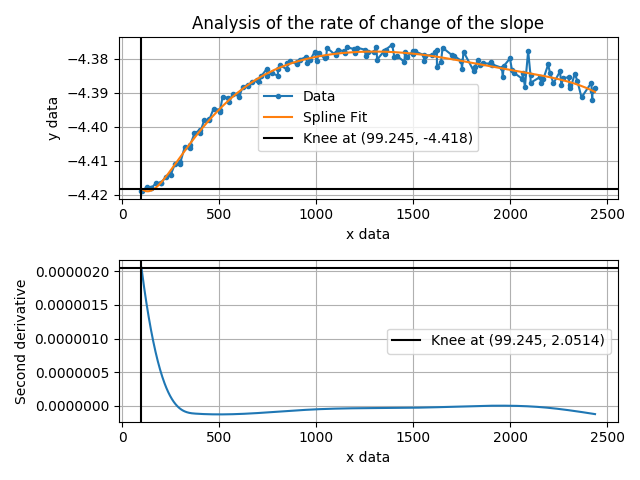 Analysis of the rate of change of the slope
y data
−4.38
−4.39
−4.40
−4.41
−4.42
Data
Spline Fit
Knee at (99.245, -4.418)
0 500 1000 1500 2000 2500
x data
Second derivative
0.0000020
0.0000015
0.0000010
0.0000005
0.0000000
Knee at (99.245, 2.0514)
0 500 1000 1500 2000 2500
x data